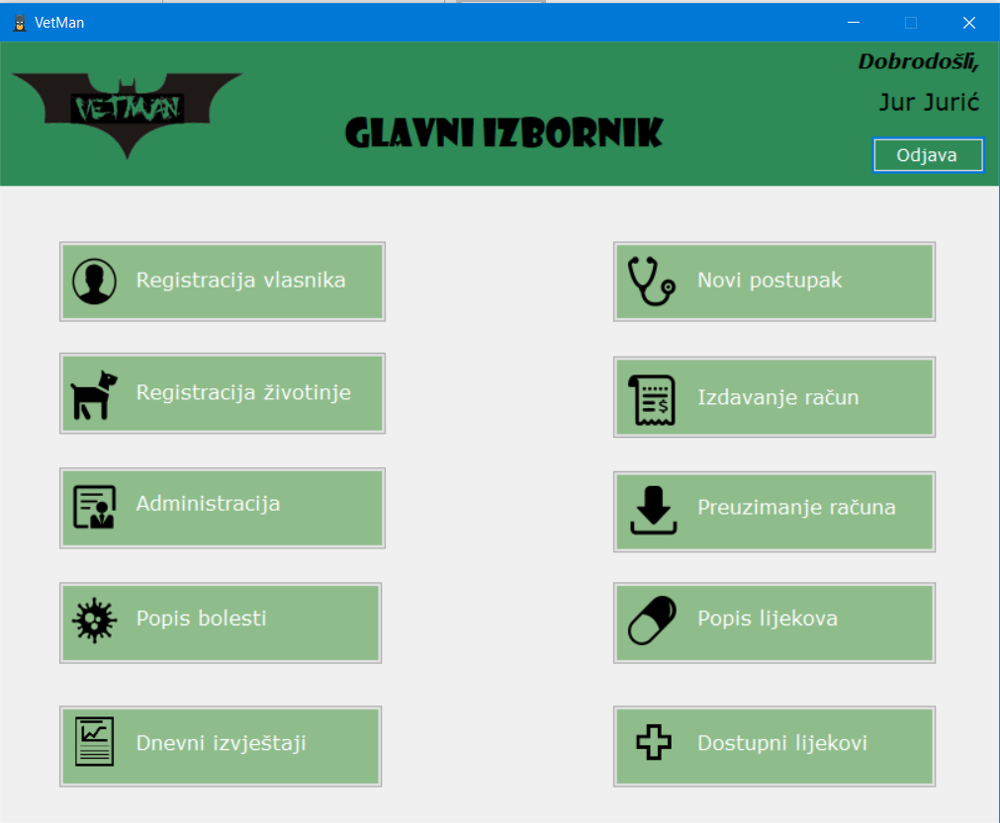 VetMan
Dobrodošli,
VETMAN
Jur Jurić
GLAVNI IZBORNIK
Odjava
Registracija vlasnika
Novi postupak
Registracija životinje
Izdavanje račun
Administracija
Preuzimanje računa
Popis bolesti
Popis lijekova
Dnevni izvještaji
Dostupni lijekovi